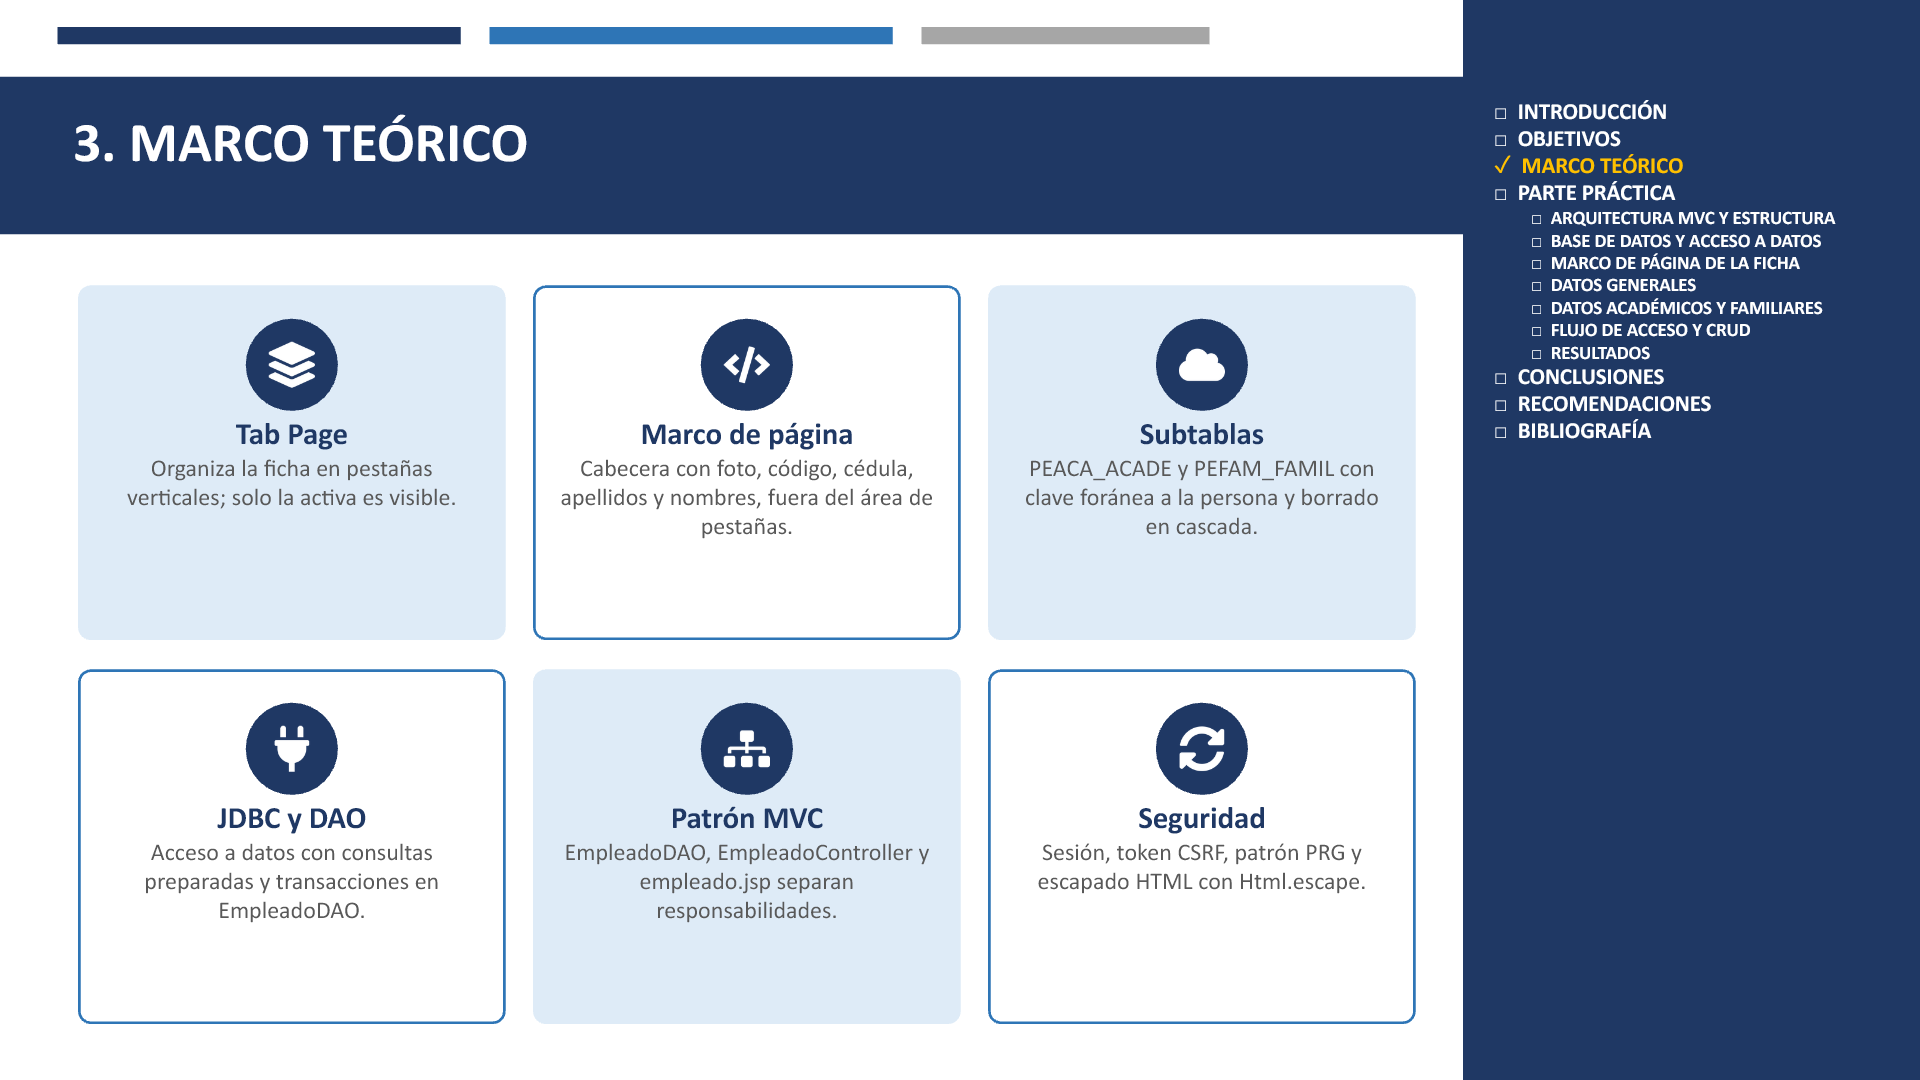 3. MARCO TEÓRICO
Tab Page
Organiza la ficha en pestañas
verticales; solo la activa es visible.
Marco de página
Cabecera con foto, código, cédula,
apellidos y nombres, fuera del área de
pestañas.
Subtablas
PEACA_ACADE y PEFAM_FAMIL con
clave foránea a la persona y borrado
en cascada.
JDBC y DAO
Acceso a datos con consultas
preparadas y transacciones en
EmpleadoDAO.
Patrón MVC
EmpleadoDAO, EmpleadoController y
empleado.jsp separan
responsabilidades.
Seguridad
Sesión, token CSRF, patrón PRG y
escapado HTML con Html.escape.
□ INTRODUCCIÓN
□ OBJETIVOS
✓ MARCO TEÓRICO
□ PARTE PRÁCTICA
□ ARQUITECTURA MVC Y ESTRUCTURA
□ BASE DE DATOS Y ACCESO A DATOS
□ MARCO DE PÁGINA DE LA FICHA
□ DATOS GENERALES
□ DATOS ACADÉMICOS Y FAMILIARES
□ FLUJO DE ACCESO Y CRUD
□ RESULTADOS
□ CONCLUSIONES
□ RECOMENDACIONES
□ BIBLIOGRAFÍA